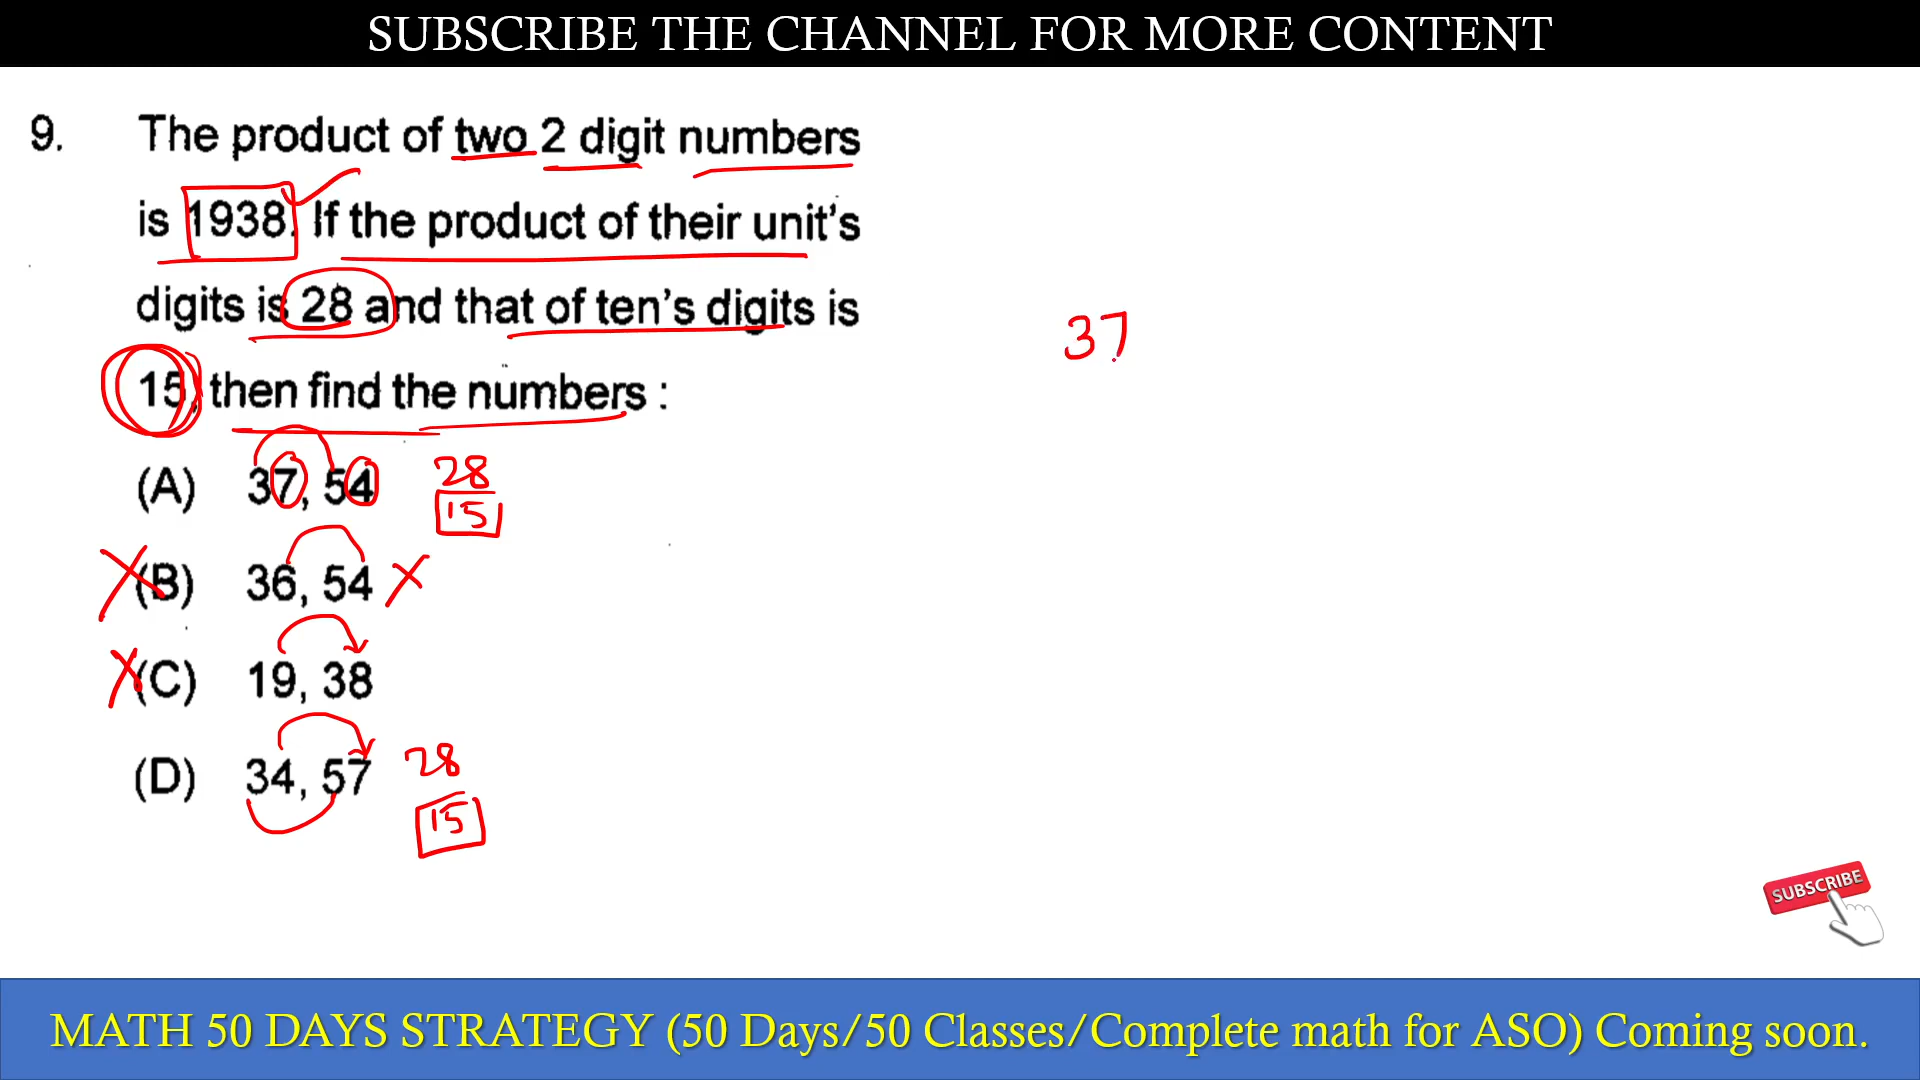 SUBSCRIBE THE CHANNEL FOR MORE CONTENT
9. The product of two 2 digit numbers
is 1938. If the product of their unit's
digits is 28 and that of ten's digits is
15, then find the numbers :
37
(A) 37, 54
28
15
(B) 36, 54
(C) 19, 38
(D) 34, 57
28
15
SUBSCRIBE
MATH 50 DAYS STRATEGY (50 Days/50 Classes/Complete math for ASO) Coming soon.